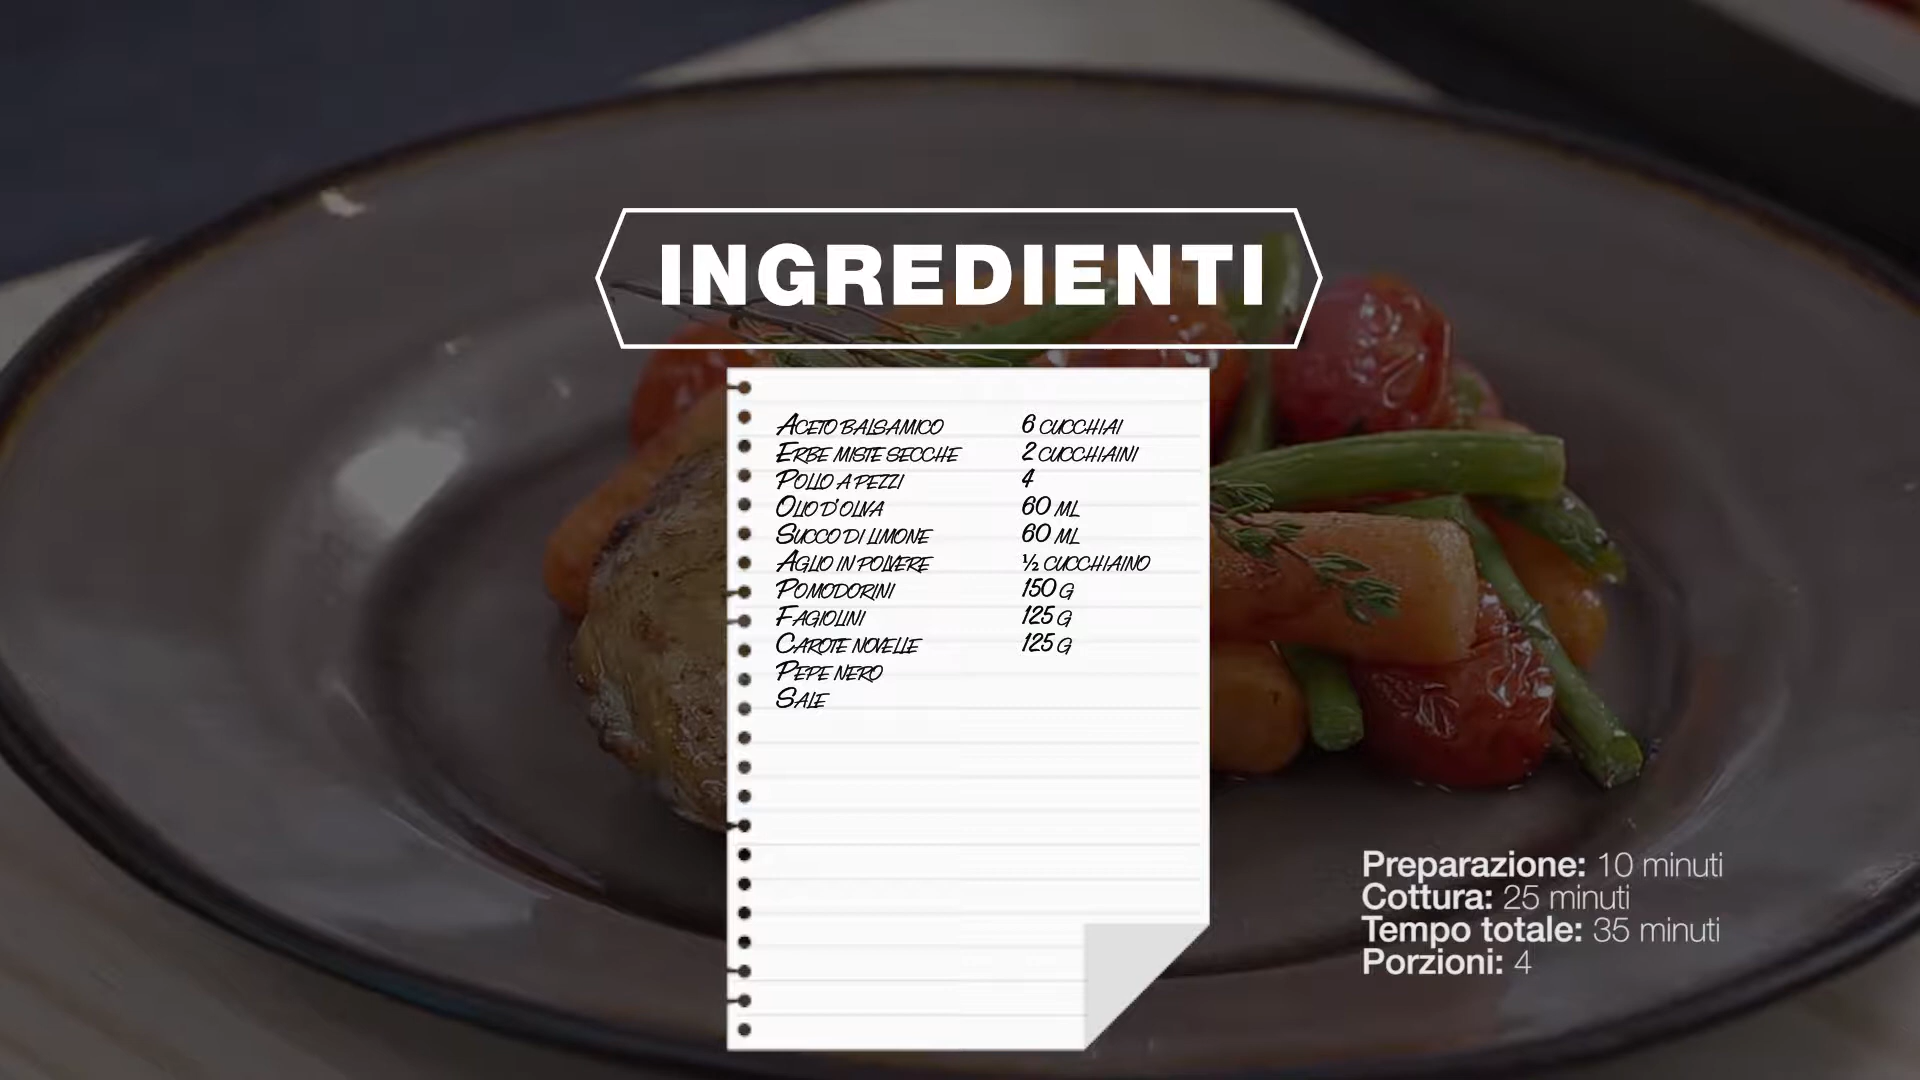 INGREDIENTI
ACETO BALSAMICO 6 CUCCHIAI
ERBE MISTE SECCHE 2 CUCCHIAINI
POLLO A PEZZI 4
OLIO D'OLIVA 60 ML
SUCCO DI LIMONE 60 ML
AGLIO IN POLVERE ½ CUCCHIAINO
POMODORINI 150 G
FAGIOLINI 125 G
CAROTE NOVELLE 125 G
PEPE NERO
SALE
Preparazione: 10 minuti
Cottura: 25 minuti
Tempo totale: 35 minuti
Porzioni: 4